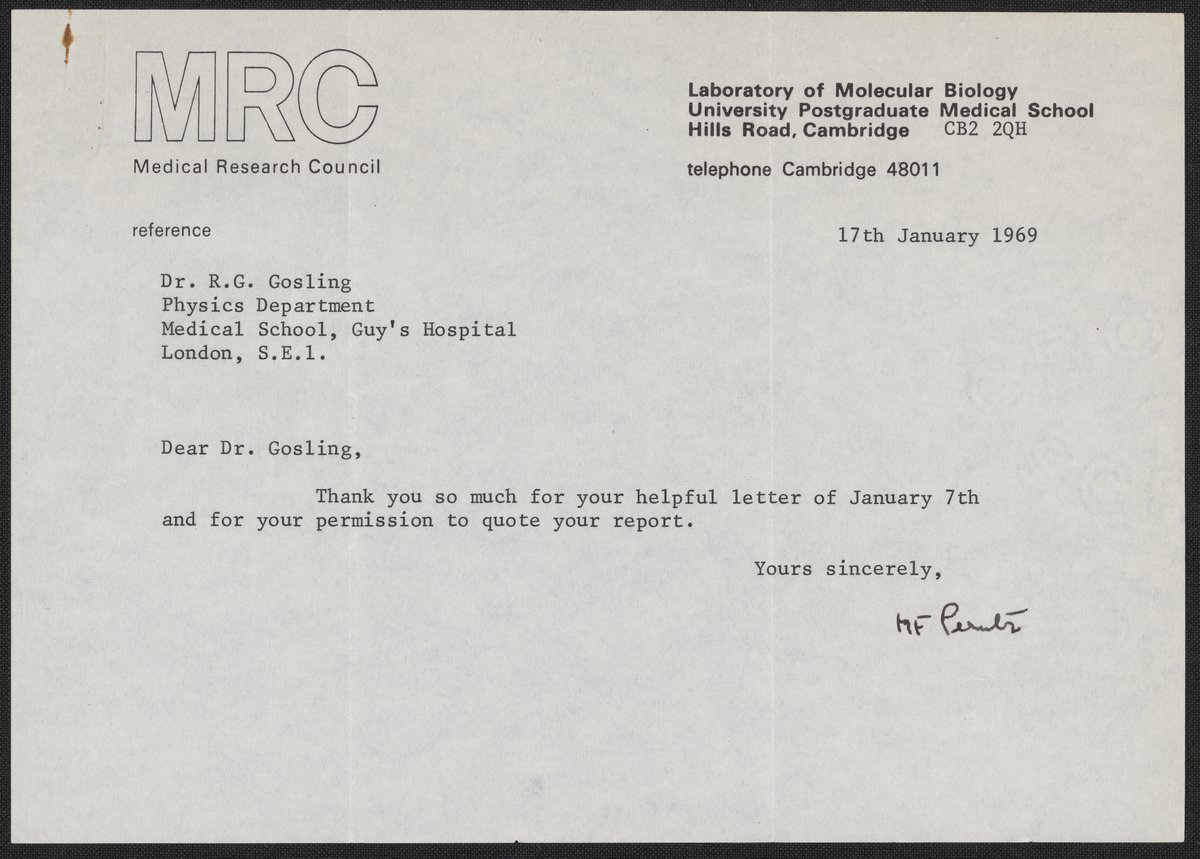 MRC
Medical Research Council
Laboratory of Molecular Biology
University Postgraduate Medical School
Hills Road, Cambridge CB2 2QH
telephone Cambridge 48011
reference
17th January 1969
Dr. R.G. Gosling
Physics Department
Medical School, Guy's Hospital
London, S.E.1.
Dear Dr. Gosling,
Thank you so much for your helpful letter of January 7th
and for your permission to quote your report.
Yours sincerely,
MF Perutz